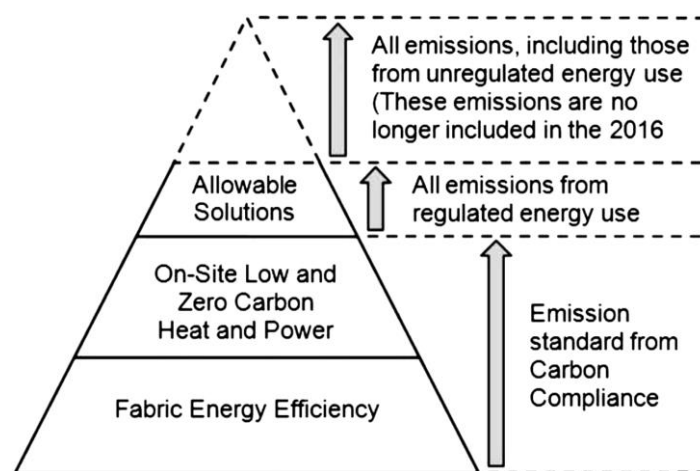 All emissions, including those
from unregulated energy use
(These emissions are no
longer included in the 2016
Allowable
Solutions
All emissions from
regulated energy use
On-Site Low and
Zero Carbon
Heat and Power
Emission
standard from
Carbon
Compliance
Fabric Energy Efficiency